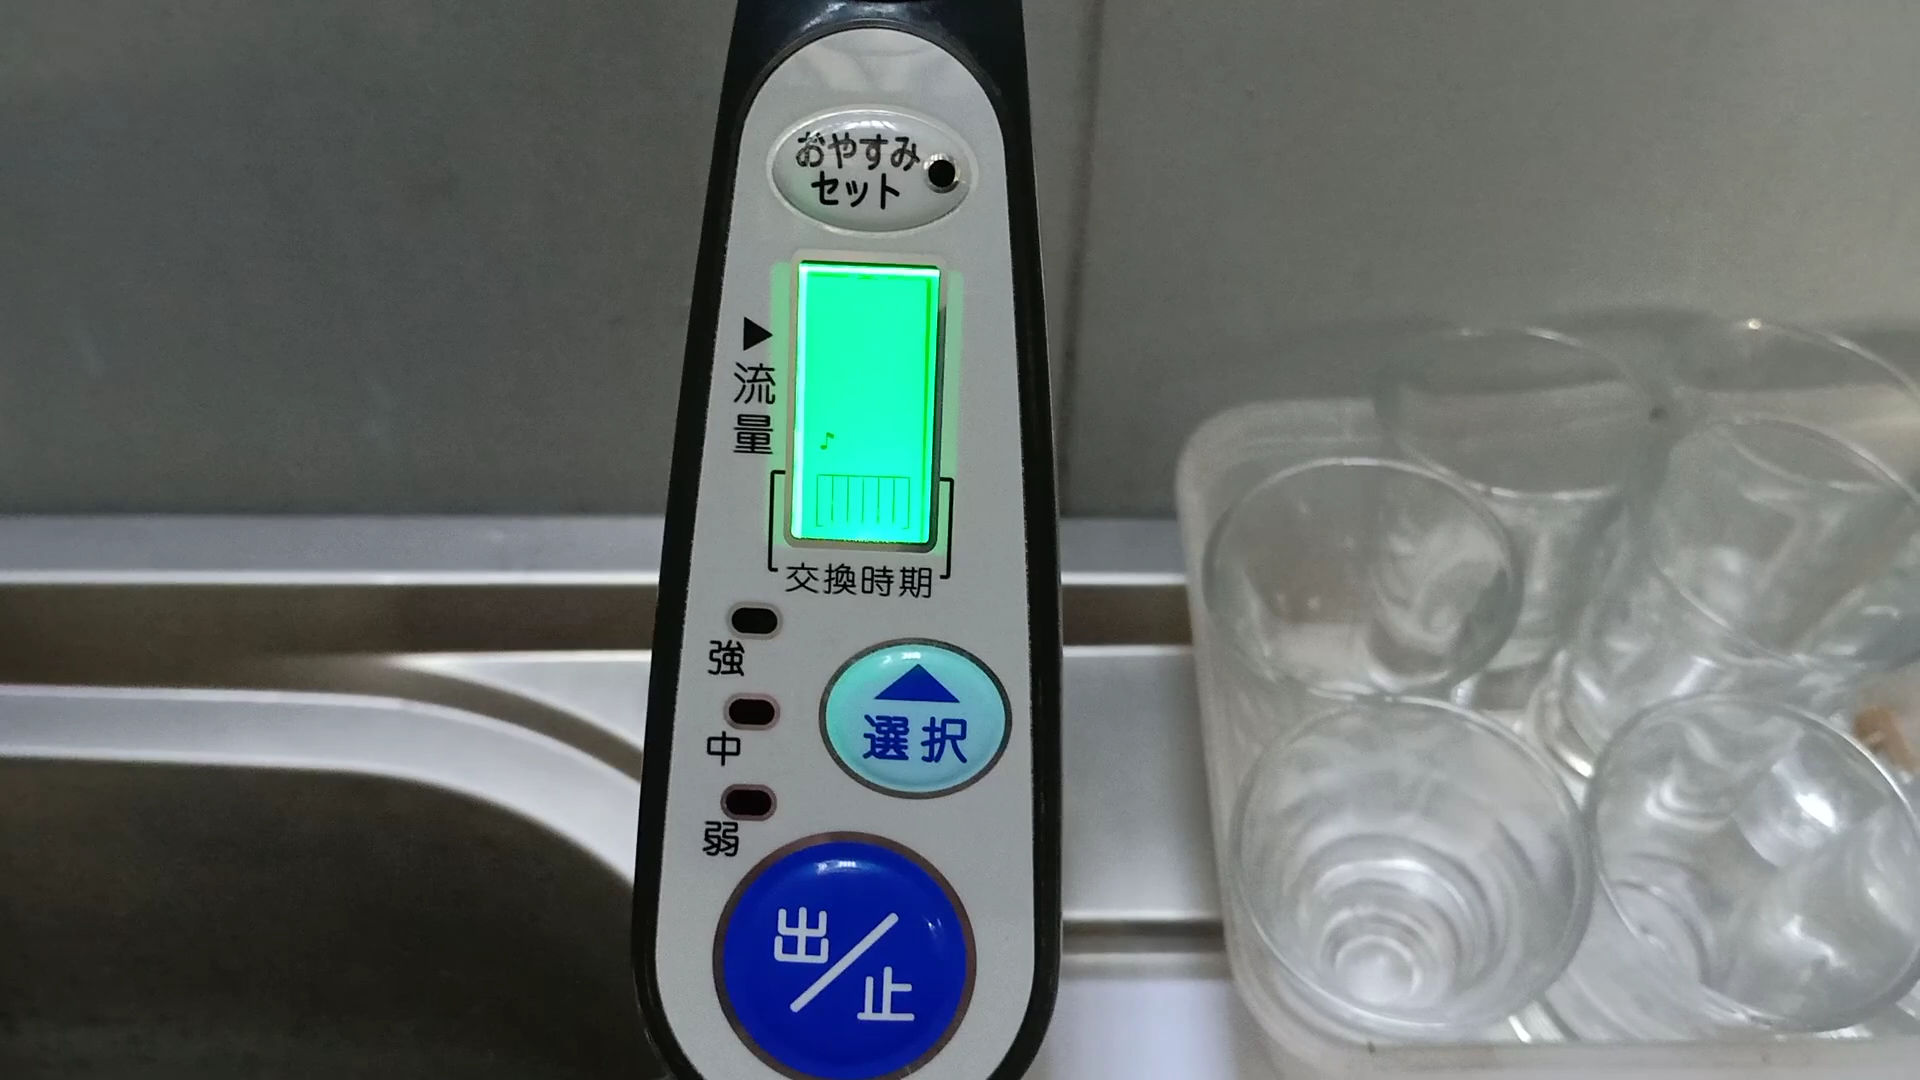 おやすみ
セット
▶
流量
交換時期
強
中
弱
▲
選択
出/止